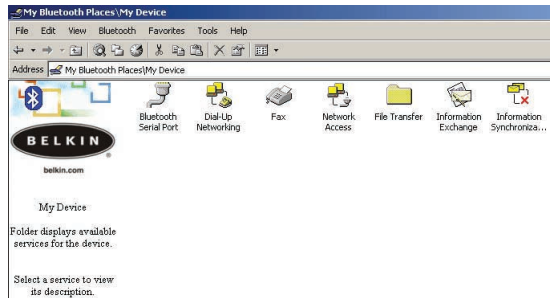 My Bluetooth Places\My Device
File Edit View Bluetooth Favorites Tools Help
Address My Bluetooth Places\My Device
BELKIN
belkin.com
My Device
Folder displays available
services for the device.
Select a service to view
its description.
Bluetooth
Serial Port
Dial-Up
Networking
Fax
Network
Access
File Transfer
Information
Exchange
Information
Synchroniza...